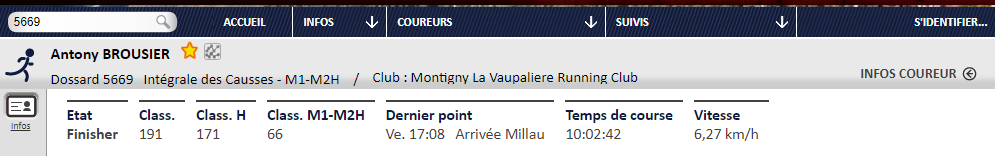 5669 ACCUEIL INFOS COUREURS SUIVIS S'IDENTIFIER...
Antony BROUSIER
Dossard 5669 Intégrale des Causses - M1-M2H / Club : Montigny La Vaupaliere Running Club
INFOS COUREUR
infos
Etat Class. Class. H Class. M1-M2H Dernier point Temps de course Vitesse
Finisher 191 171 66 Ve. 17:08 Arrivée Millau 10:02:42 6,27 km/h